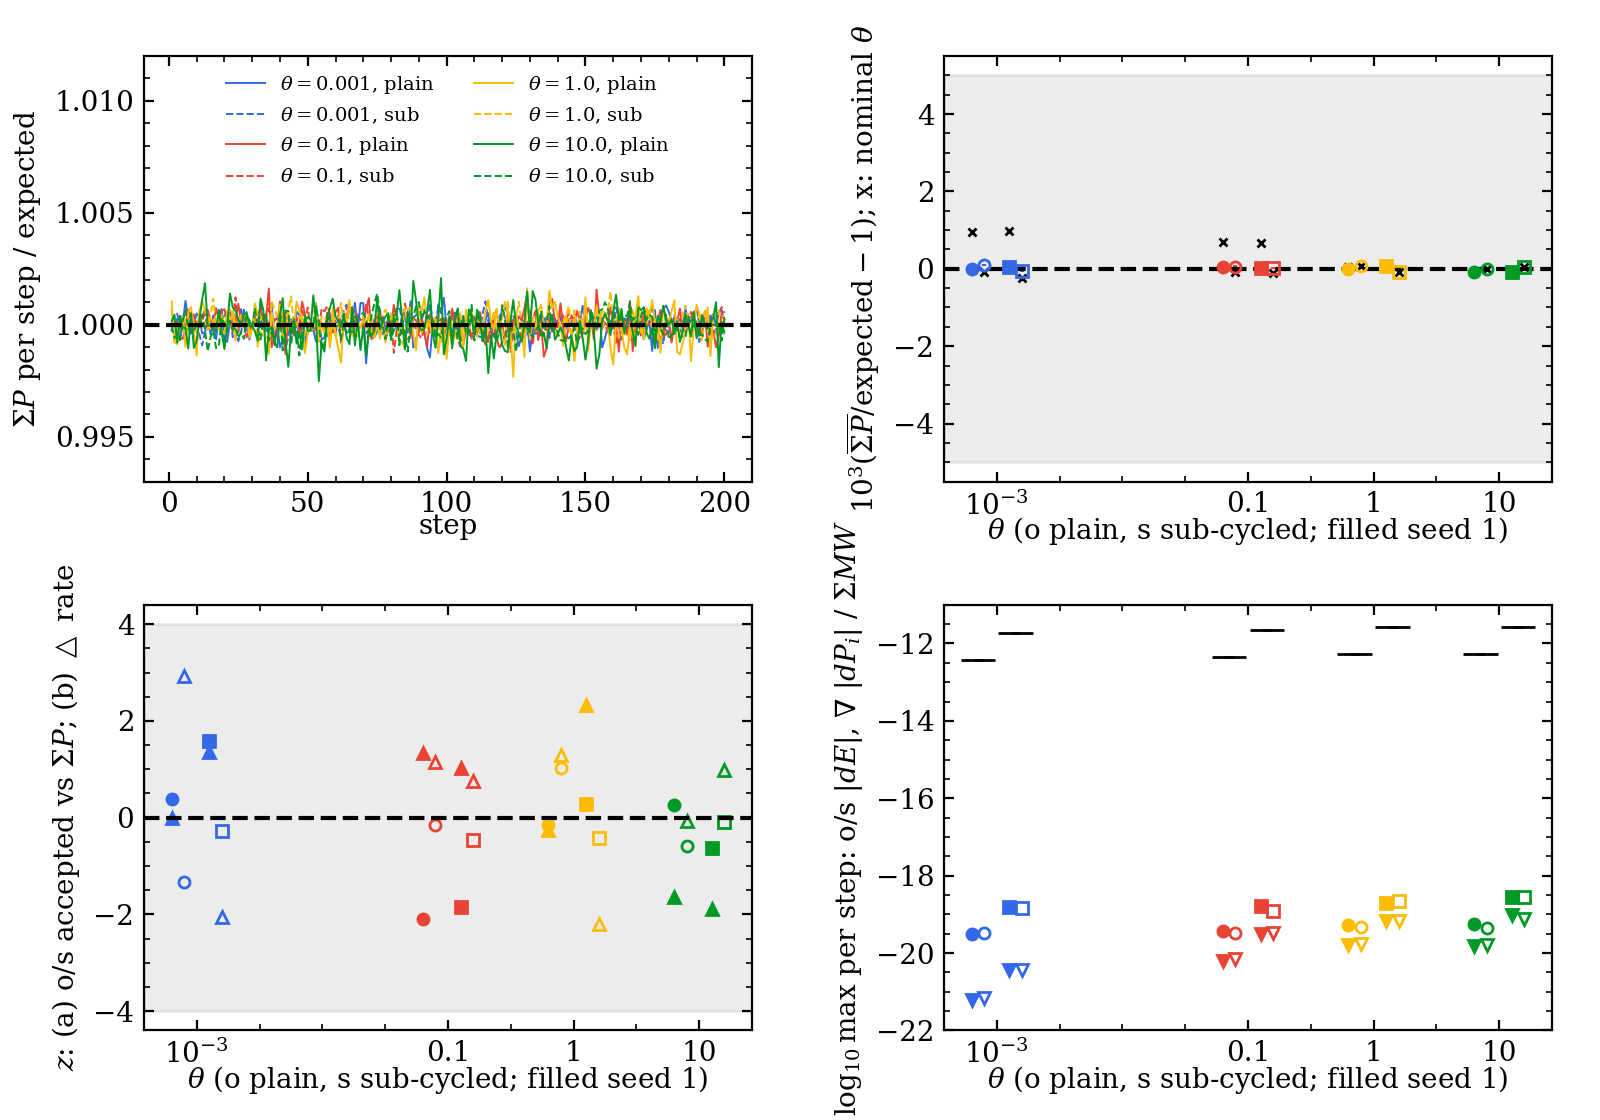 ΣP per step / expected
1.010
1.005
1.000
0.995
θ = 0.001, plain
θ = 0.001, sub
θ = 0.1, plain
θ = 0.1, sub
θ = 1.0, plain
θ = 1.0, sub
θ = 10.0, plain
θ = 10.0, sub
0 50 100 150 200
step
10³(Σ̅P̅/expected − 1); x: nominal θ
4
2
0
−2
−4
10⁻³ 0.1 1 10
θ (o plain, s sub-cycled; filled seed 1)
z: (a) o/s accepted vs ΣP; (b) △ rate
4
2
0
−2
−4
10⁻³ 0.1 1 10
θ (o plain, s sub-cycled; filled seed 1)
log₁₀ max per step: o/s |dE|, ∇ |dPᵢ| / ΣMW
−12
−14
−16
−18
−20
−22
10⁻³ 0.1 1 10
θ (o plain, s sub-cycled; filled seed 1)